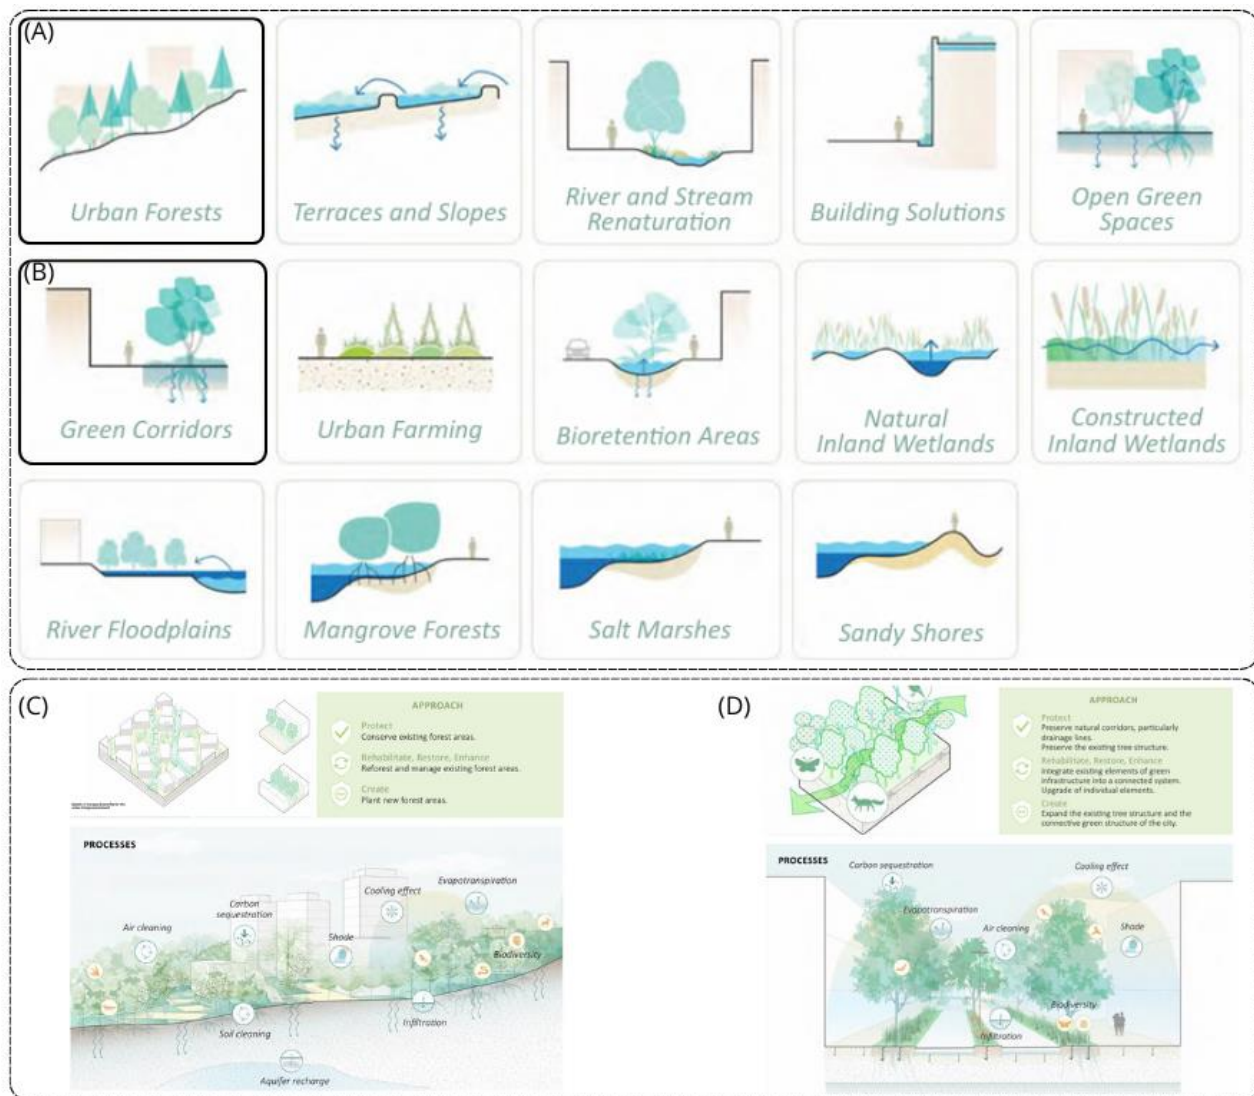 (A)
Urban Forests
Terraces and Slopes
River and Stream
Renaturation
Building Solutions
Open Green
Spaces
(B)
Green Corridors
Urban Farming
Bioretention Areas
Natural
Inland Wetlands
Constructed
Inland Wetlands
River Floodplains
Mangrove Forests
Salt Marshes
Sandy Shores
(C)
APPROACH
Protect
Conserve existing forest areas.
Rehabilitate, Restore, Enhance
Reforest and manage existing forest areas.
Create
Plant new forest areas.
PROCESSES
Evapotranspiration
Cooling effect
Carbon
sequestration
Air cleaning
Shade
Biodiversity
Soil cleaning
Infiltration
Aquifer recharge
(D)
APPROACH
Protect
Preserve natural corridors, particularly
drainage lines.
Preserve the existing tree structure.
Rehabilitate, Restore, Enhance
Integrate existing elements of green
infrastructure into a connected system.
Upgrade of individual elements.
Create
Expand the existing tree structure and the
connective green structure of the city.
PROCESSES
Carbon sequestration
Cooling effect
Evapotranspiration
Air cleaning
Shade
Biodiversity
Infiltration